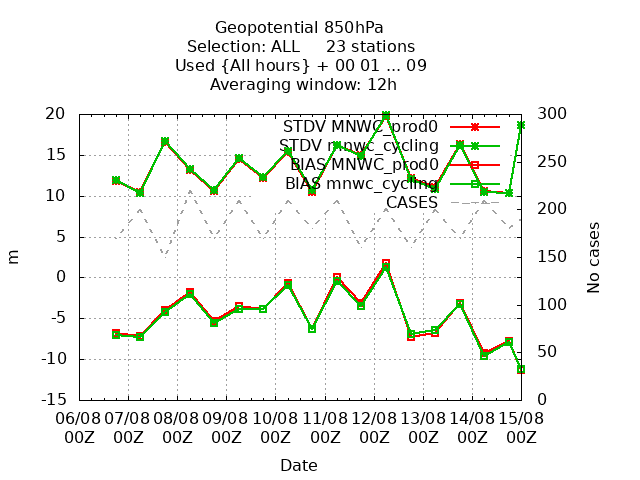 Geopotential 850hPa
Selection: ALL     23 stations
Used {All hours} + 00 01 ... 09
Averaging window: 12h
STDV MNWC_prod0
STDV mnwc_cycling
BIAS MNWC_prod0
BIAS mnwc_cycling
CASES
20
15
10
5
0
-5
-10
-15
m
300
250
200
150
100
50
0
No cases
06/08 07/08 08/08 09/08 10/08 11/08 12/08 13/08 14/08 15/08
00Z 00Z 00Z 00Z 00Z 00Z 00Z 00Z 00Z 00Z
Date